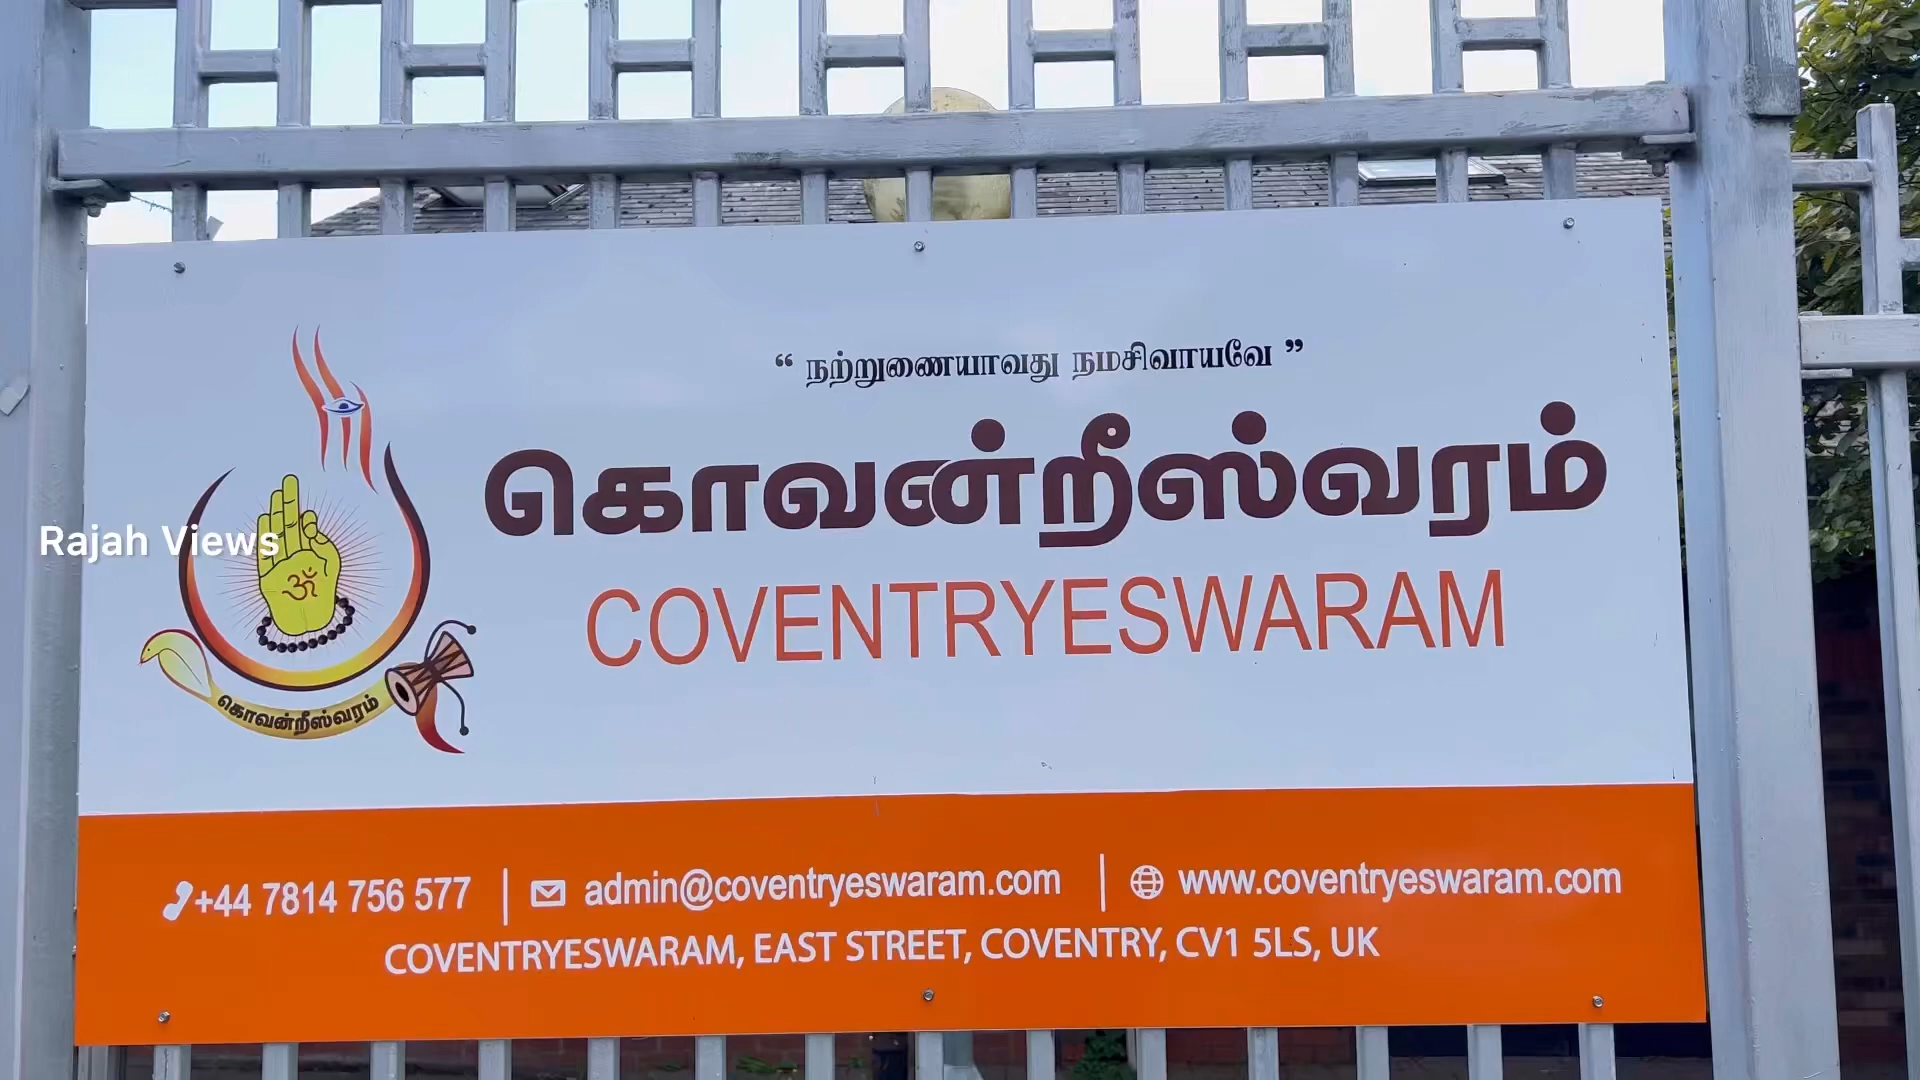 “ நற்றுணையாவது நமசிவாயவே ”
கொவன்றீஸ்வரம்
COVENTRYESWARAM
ॐ
Rajah Views
கொவன்றீஸ்வரம்
+44 7814 756 577 | admin@coventryeswaram.com | www.coventryeswaram.com
COVENTRYESWARAM, EAST STREET, COVENTRY, CV1 5LS, UK